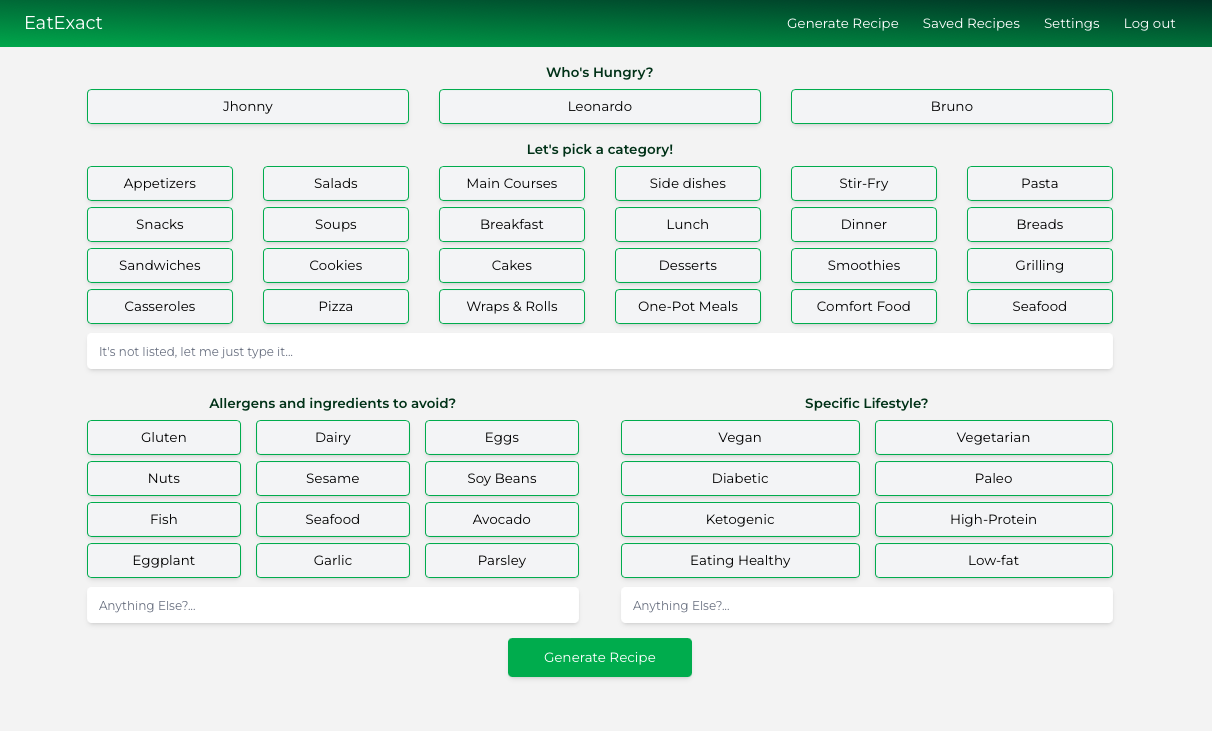 EatExact
Generate Recipe Saved Recipes Settings Log out
Who's Hungry?
Jhonny Leonardo Bruno
Let's pick a category!
Appetizers Salads Main Courses Side dishes Stir-Fry Pasta
Snacks Soups Breakfast Lunch Dinner Breads
Sandwiches Cookies Cakes Desserts Smoothies Grilling
Casseroles Pizza Wraps & Rolls One-Pot Meals Comfort Food Seafood
It's not listed, let me just type it...
Allergens and ingredients to avoid?
Gluten Dairy Eggs
Nuts Sesame Soy Beans
Fish Seafood Avocado
Eggplant Garlic Parsley
Anything Else?...
Specific Lifestyle?
Vegan Vegetarian
Diabetic Paleo
Ketogenic High-Protein
Eating Healthy Low-fat
Anything Else?...
Generate Recipe